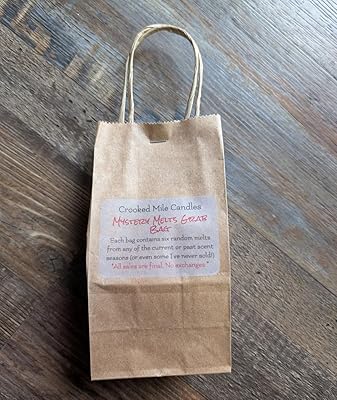 Crooked Mile Candles
Mystery Melts Grab
Bag
Each bag contains six random melts
from any of the current or past scent
seasons (or even some I've never sold!)
*All sales are final. No exchanges.*